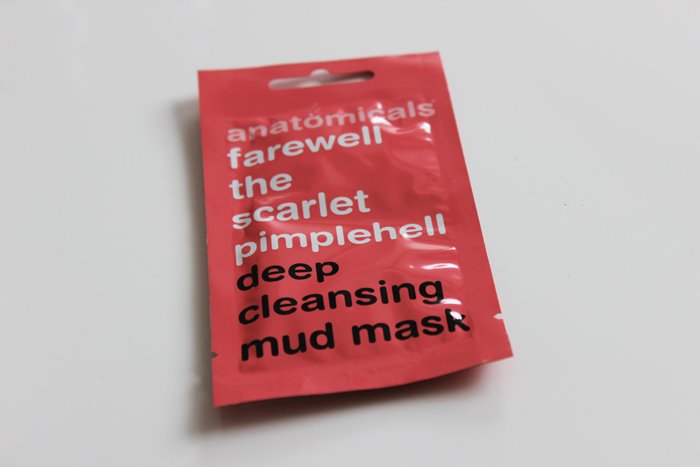 anatomicals
farewell
the
scarlet
pimplehell
deep
cleansing
mud mask